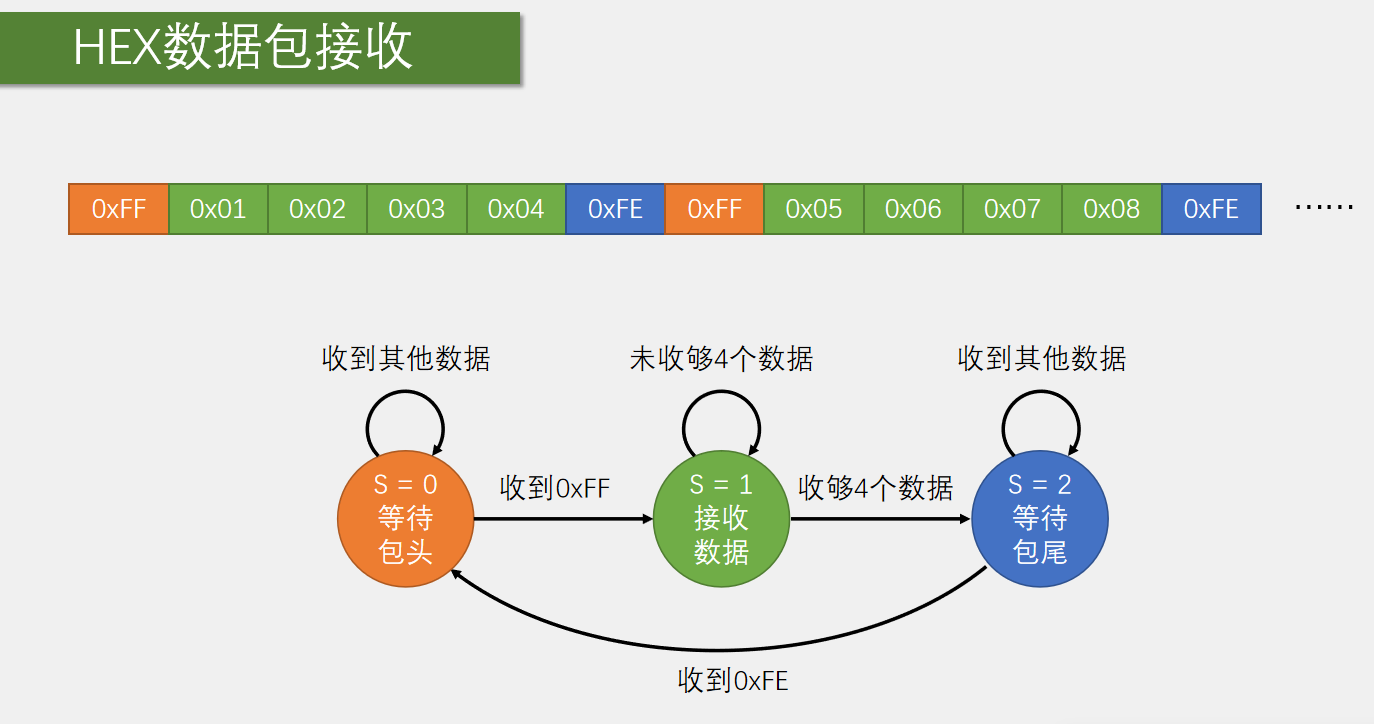 HEX数据包接收
0xFF 0x01 0x02 0x03 0x04 0xFE 0xFF 0x05 0x06 0x07 0x08 0xFE ……
收到其他数据 未收够4个数据 收到其他数据
S = 0
等待
包头
收到0xFF
S = 1
接收
数据
收够4个数据
S = 2
等待
包尾
收到0xFE